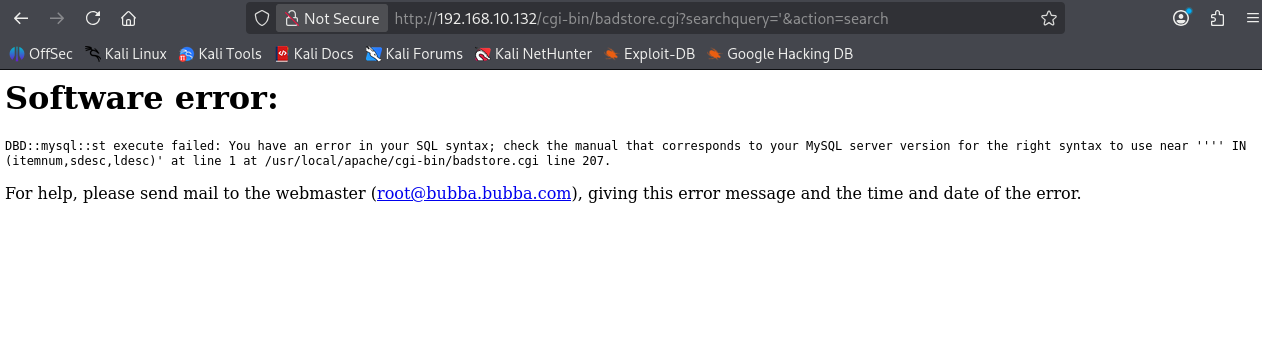 Not Secure http://192.168.10.132/cgi-bin/badstore.cgi?searchquery='&action=search
OffSec Kali Linux Kali Tools Kali Docs Kali Forums Kali NetHunter Exploit-DB Google Hacking DB
Software error:
DBD::mysql::st execute failed: You have an error in your SQL syntax; check the manual that corresponds to your MySQL server version for the right syntax to use near '''' IN
(itemnum,sdesc,ldesc)' at line 1 at /usr/local/apache/cgi-bin/badstore.cgi line 207.
For help, please send mail to the webmaster (root@bubba.bubba.com), giving this error message and the time and date of the error.